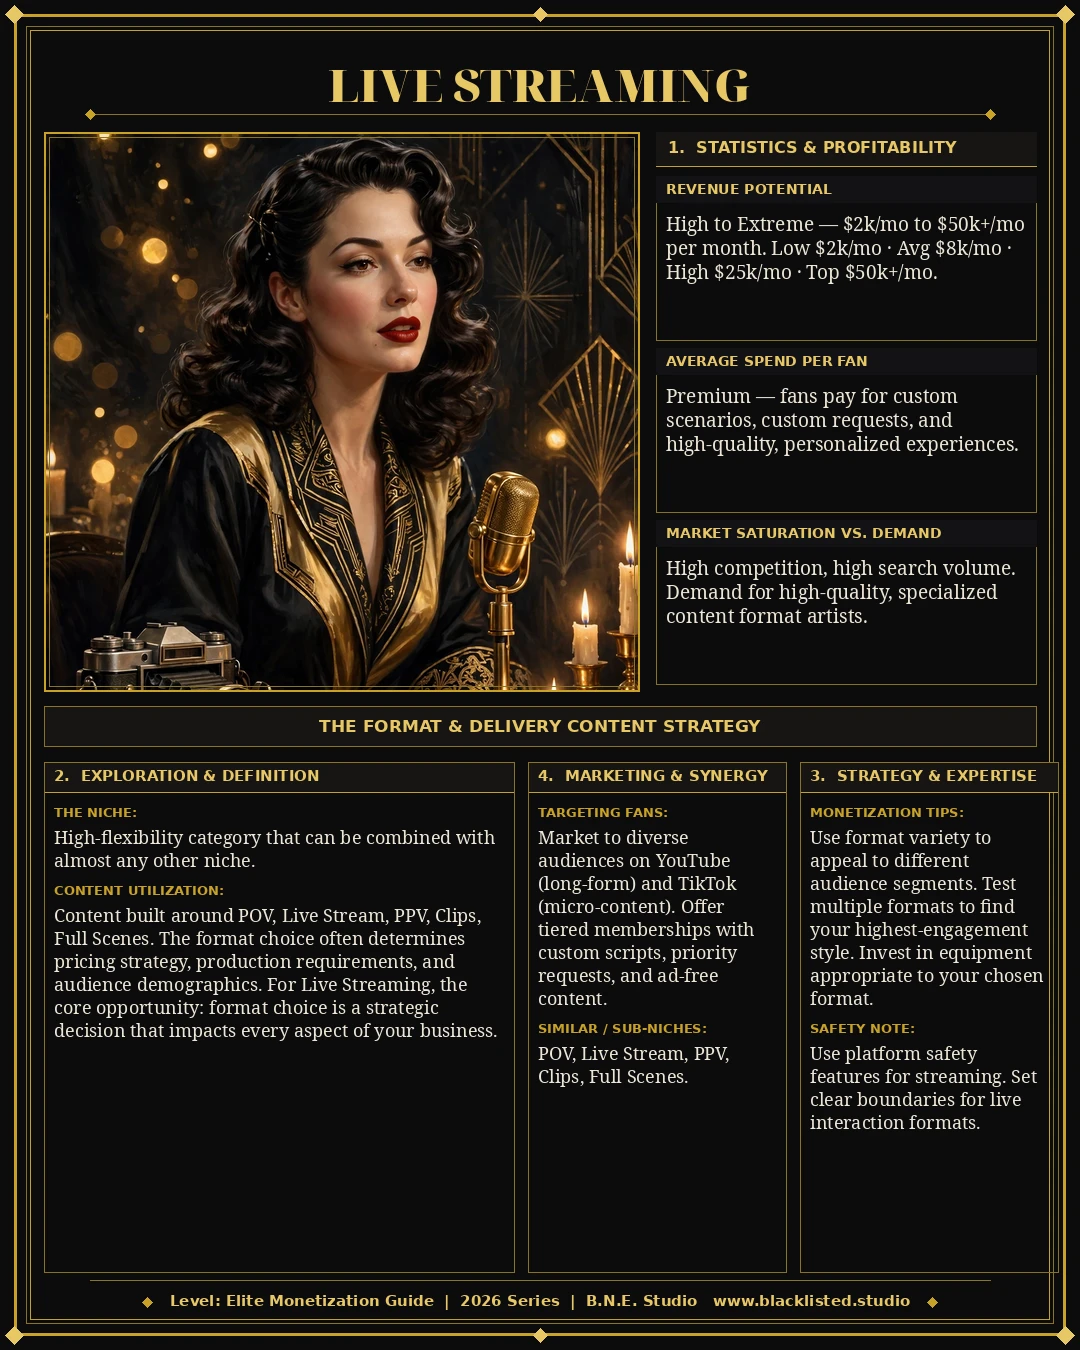 LIVE STREAMING
1. STATISTICS & PROFITABILITY
REVENUE POTENTIAL
High to Extreme — $2k/mo to $50k+/mo
per month. Low $2k/mo · Avg $8k/mo ·
High $25k/mo · Top $50k+/mo.
AVERAGE SPEND PER FAN
Premium — fans pay for custom
scenarios, custom requests, and
high-quality, personalized experiences.
MARKET SATURATION VS. DEMAND
High competition, high search volume.
Demand for high-quality, specialized
content format artists.
THE FORMAT & DELIVERY CONTENT STRATEGY
2. EXPLORATION & DEFINITION
THE NICHE:
High-flexibility category that can be combined with
almost any other niche.
CONTENT UTILIZATION:
Content built around POV, Live Stream, PPV, Clips,
Full Scenes. The format choice often determines
pricing strategy, production requirements, and
audience demographics. For Live Streaming, the
core opportunity: format choice is a strategic
decision that impacts every aspect of your business.
4. MARKETING & SYNERGY
TARGETING FANS:
Market to diverse
audiences on YouTube
(long-form) and TikTok
(micro-content). Offer
tiered memberships with
custom scripts, priority
requests, and ad-free
content.
SIMILAR / SUB-NICHES:
POV, Live Stream, PPV,
Clips, Full Scenes.
3. STRATEGY & EXPERTISE
MONETIZATION TIPS:
Use format variety to
appeal to different
audience segments. Test
multiple formats to find
your highest-engagement
style. Invest in equipment
appropriate to your chosen
format.
SAFETY NOTE:
Use platform safety
features for streaming. Set
clear boundaries for live
interaction formats.
Level: Elite Monetization Guide | 2026 Series | B.N.E. Studio www.blacklisted.studio